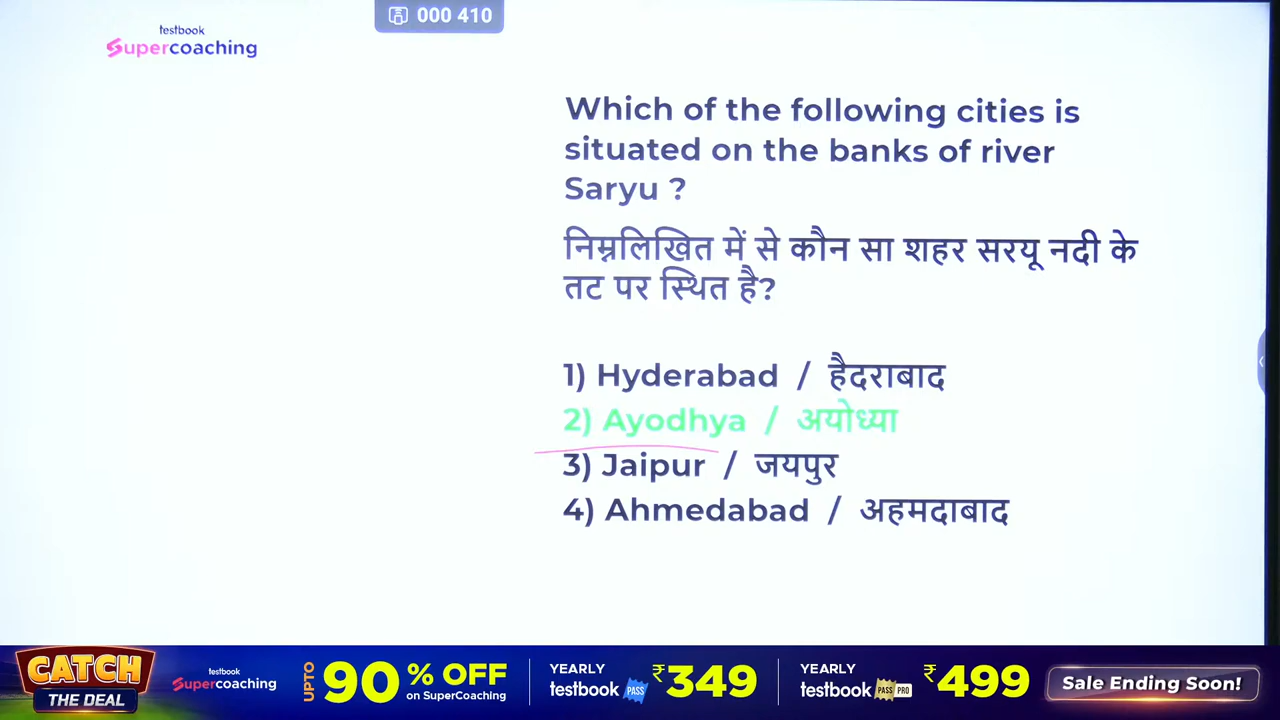 testbook
Supercoaching
000 410
Which of the following cities is
situated on the banks of river
Saryu ?
निम्नलिखित में से कौन सा शहर सरयू नदी के
तट पर स्थित है?
1) Hyderabad / हैदराबाद
2) Ayodhya / अयोध्या
3) Jaipur / जयपुर
4) Ahmedabad / अहमदाबाद
CATCH
THE DEAL
testbook
Supercoaching
UPTO
90 % OFF
on SuperCoaching
YEARLY
testbook PASS
₹349
YEARLY
testbook PASS PRO
₹499
Sale Ending Soon!